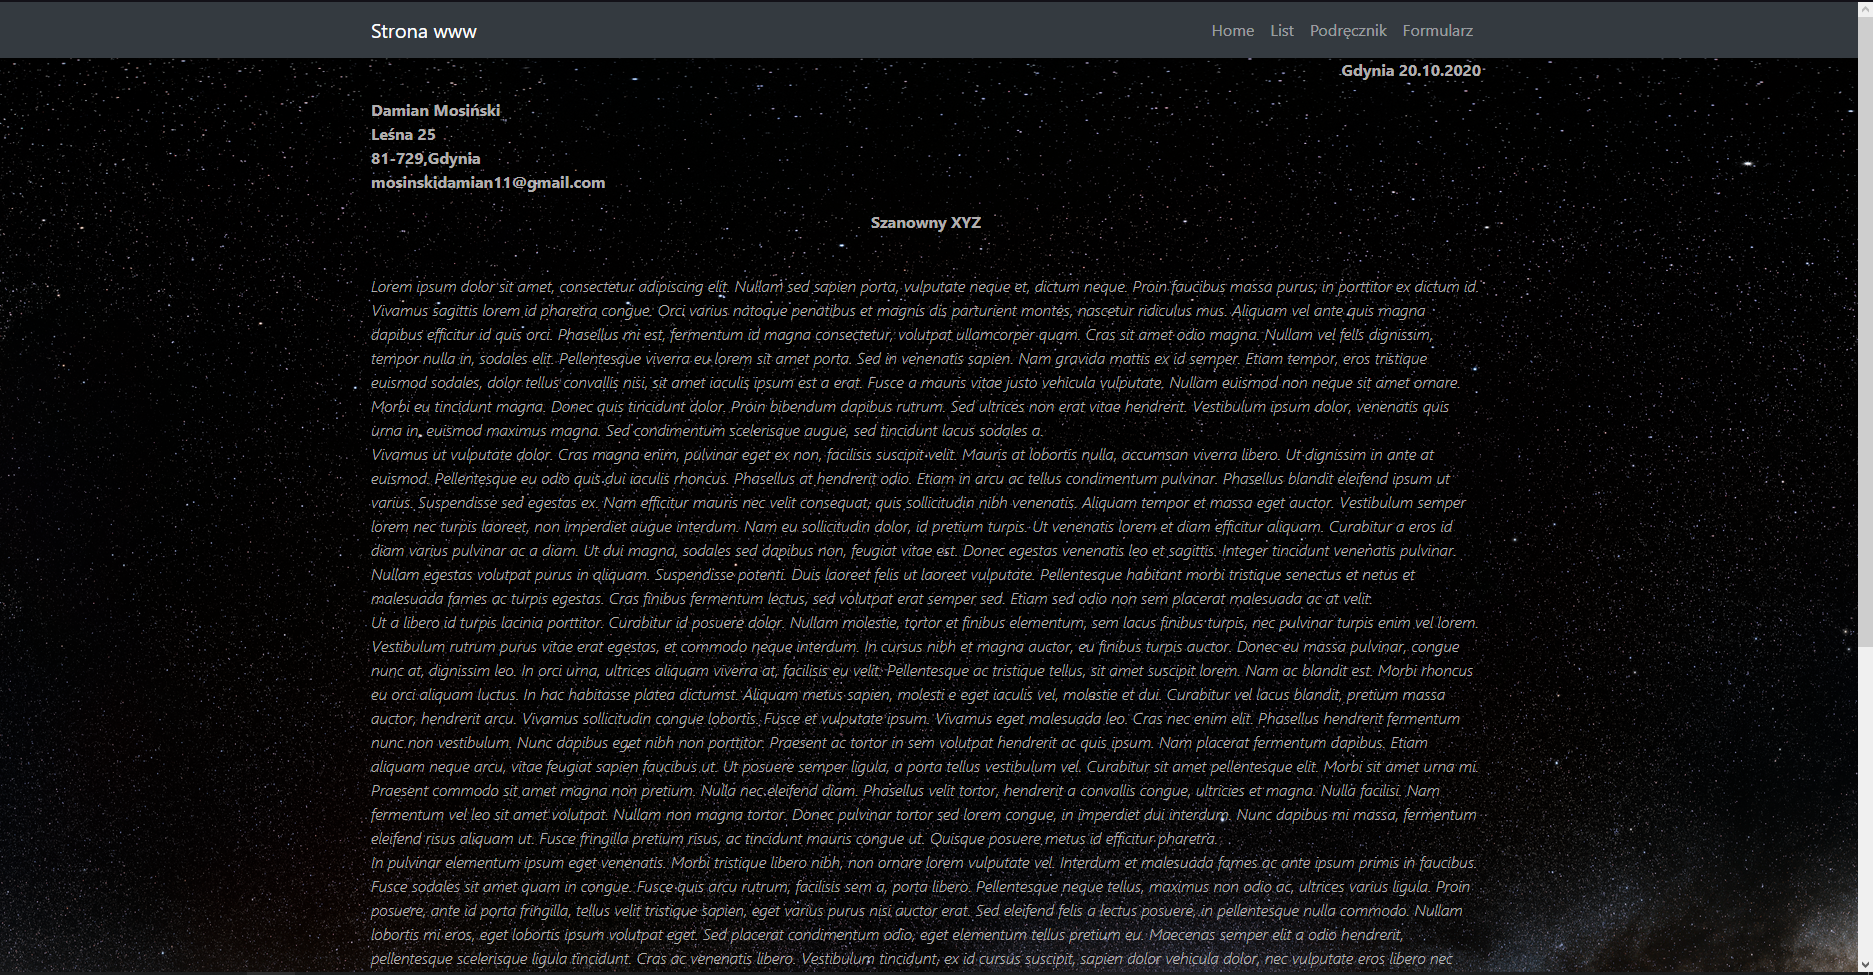 Strona www
Home List Podręcznik Formularz
Gdynia 20.10.2020
Damian Mosiński
Leśna 25
81-729,Gdynia
mosinskidamian11@gmail.com
Szanowny XYZ
Lorem ipsum dolor sit amet, consectetur adipiscing elit. Nullam sed sapien porta, vulputate neque et, dictum neque. Proin faucibus massa purus, in porttitor ex dictum id.
Vivamus sagittis lorem id pharetra congue. Orci varius natoque penatibus et magnis dis parturient montes, nascetur ridiculus mus. Aliquam vel ante quis magna
dapibus efficitur id quis orci. Phasellus mi est, fermentum id magna consectetur, volutpat ullamcorper quam. Cras sit amet odio magna. Nullam vel felis dignissim,
tempor nulla in, sodales elit. Pellentesque viverra eu lorem sit amet porta. Sed in venenatis sapien. Nam gravida mattis ex id semper. Etiam tempor, eros tristique
euismod sodales, dolor tellus convallis nisi, sit amet iaculis ipsum est a erat. Fusce a mauris vitae justo vehicula vulputate. Nullam euismod non neque sit amet ornare.
Morbi eu tincidunt magna. Donec quis tincidunt dolor. Proin bibendum dapibus rutrum. Sed ultrices non erat vitae hendrerit. Vestibulum ipsum dolor, venenatis quis
urna in, euismod maximus magna. Sed condimentum scelerisque augue, sed tincidunt lacus sodales a.
Vivamus ut vulputate dolor. Cras magna enim, pulvinar eget ex non, facilisis suscipit velit. Mauris at lobortis nulla, accumsan viverra libero. Ut dignissim in ante at
euismod. Pellentesque eu odio quis dui iaculis rhoncus. Phasellus at hendrerit odio. Etiam in arcu ac tellus condimentum pulvinar. Phasellus blandit eleifend ipsum ut
varius. Suspendisse sed egestas ex. Nam efficitur mauris nec velit consequat, quis sollicitudin nibh venenatis. Aliquam tempor et massa eget auctor. Vestibulum semper
lorem nec turpis laoreet, non imperdiet augue interdum. Nam eu sollicitudin dolor, id pretium turpis. Ut venenatis lorem et diam efficitur aliquam. Curabitur a eros id
diam varius pulvinar ac a diam. Ut dui magna, sodales sed dapibus non, feugiat vitae est. Donec egestas venenatis leo et sagittis. Integer tincidunt venenatis pulvinar.
Nullam egestas volutpat purus in aliquam. Suspendisse potenti. Duis laoreet felis ut laoreet vulputate. Pellentesque habitant morbi tristique senectus et netus et
malesuada fames ac turpis egestas. Cras finibus fermentum lectus, sed volutpat erat semper sed. Etiam sed odio non sem placerat malesuada ac at velit.
Ut a libero id turpis lacinia porttitor. Curabitur id posuere dolor. Nullam molestie, tortor et finibus elementum, sem lacus finibus turpis, nec pulvinar turpis enim vel lorem.
Vestibulum rutrum purus vitae erat egestas, et commodo neque interdum. In cursus nibh et magna auctor, eu finibus turpis auctor. Donec eu massa pulvinar, congue
nunc at, dignissim leo. In orci urna, ultrices aliquam viverra at, facilisis eu velit. Pellentesque ac tristique tellus, sit amet suscipit lorem. Nam ac blandit est. Morbi rhoncus
eu orci aliquam luctus. In hac habitasse platea dictumst. Aliquam metus sapien, molesti e eget iaculis vel, molestie et dui. Curabitur vel lacus blandit, pretium massa
auctor, hendrerit arcu. Vivamus sollicitudin congue lobortis. Fusce et vulputate ipsum. Vivamus eget malesuada leo. Cras nec enim elit. Phasellus hendrerit fermentum
nunc non vestibulum. Nunc dapibus eget nibh non porttitor. Praesent ac tortor in sem volutpat hendrerit ac quis ipsum. Nam placerat fermentum dapibus. Etiam
aliquam neque arcu, vitae feugiat sapien faucibus ut. Ut posuere semper ligula, a porta tellus vestibulum vel. Curabitur sit amet pellentesque elit. Morbi sit amet urna mi.
Praesent commodo sit amet magna non pretium. Nulla nec eleifend diam. Phasellus velit tortor, hendrerit a convallis congue, ultricies et magna. Nulla facilisi. Nam
fermentum vel leo sit amet volutpat. Nullam non magna tortor. Donec pulvinar tortor sed lorem congue, in imperdiet dui interdum. Nunc dapibus mi massa, fermentum
eleifend risus aliquam ut. Fusce fringilla pretium risus, ac tincidunt mauris congue ut. Quisque posuere metus id efficitur pharetra.
In pulvinar elementum ipsum eget venenatis. Morbi tristique libero nibh, non ornare lorem vulputate vel. Interdum et malesuada fames ac ante ipsum primis in faucibus.
Fusce sodales sit amet quam in congue. Fusce quis arcu rutrum, facilisis sem a, porta libero. Pellentesque neque tellus, maximus non odio ac, ultrices varius ligula. Proin
posuere, ante id porta fringilla, tellus velit tristique sapien, eget varius purus nisi auctor erat. Sed eleifend felis a lectus posuere, in pellentesque nulla commodo. Nullam
lobortis mi eros, eget lobortis ipsum volutpat eget. Sed placerat condimentum odio, eget elementum tellus pretium eu. Maecenas semper elit a odio hendrerit,
pellentesque scelerisque ligula tincidunt. Cras ac venenatis libero. Vestibulum tincidunt, ex id cursus suscipit, sapien dolor vehicula dolor, nec vulputate eros libero nec